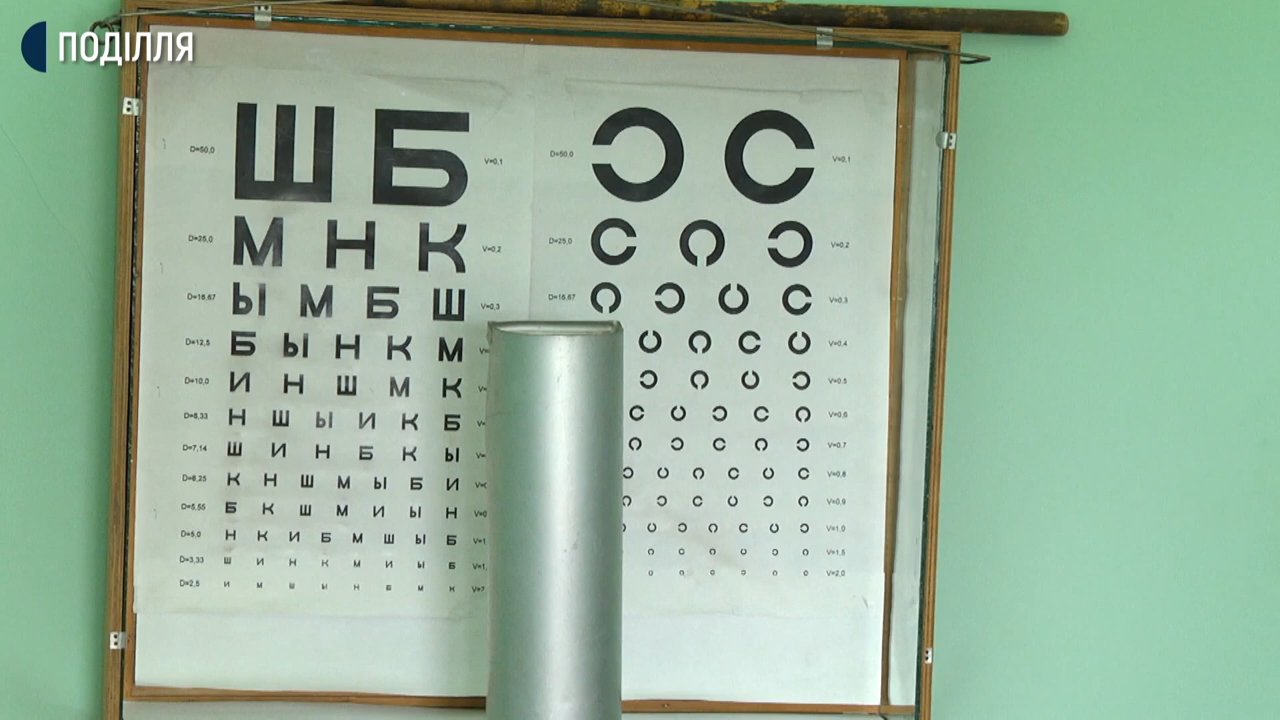 ПОДІЛЛЯ
D=50,0 Ш Б V=0,1 D=50,0 V=0,1
D=25,0 М Н К V=0,2 D=25,0 V=0,2
D=16,67 Ы М Б Ш V=0,3 D=16,67 V=0,3
D=12,5 Б Ы Н К М V=0,4
D=10,0 И Н Ш М К V=0,5
D=8,33 Н Ш Ы И К Б V=0,6
D=7,14 Ш И Н Б К Ы V=0,7
D=6,25 К Н Ш М Ы Б И V=0,8
D=5,55 Б К Ш М И Ы Н V=0,9
D=5,0 Н К И Б М Ш Ы Б V=1,0
D=3,33 Ш И Н К М И Ы Б V=1,5
D=2,5 И М Ш Ы Н Б М К V=2,0